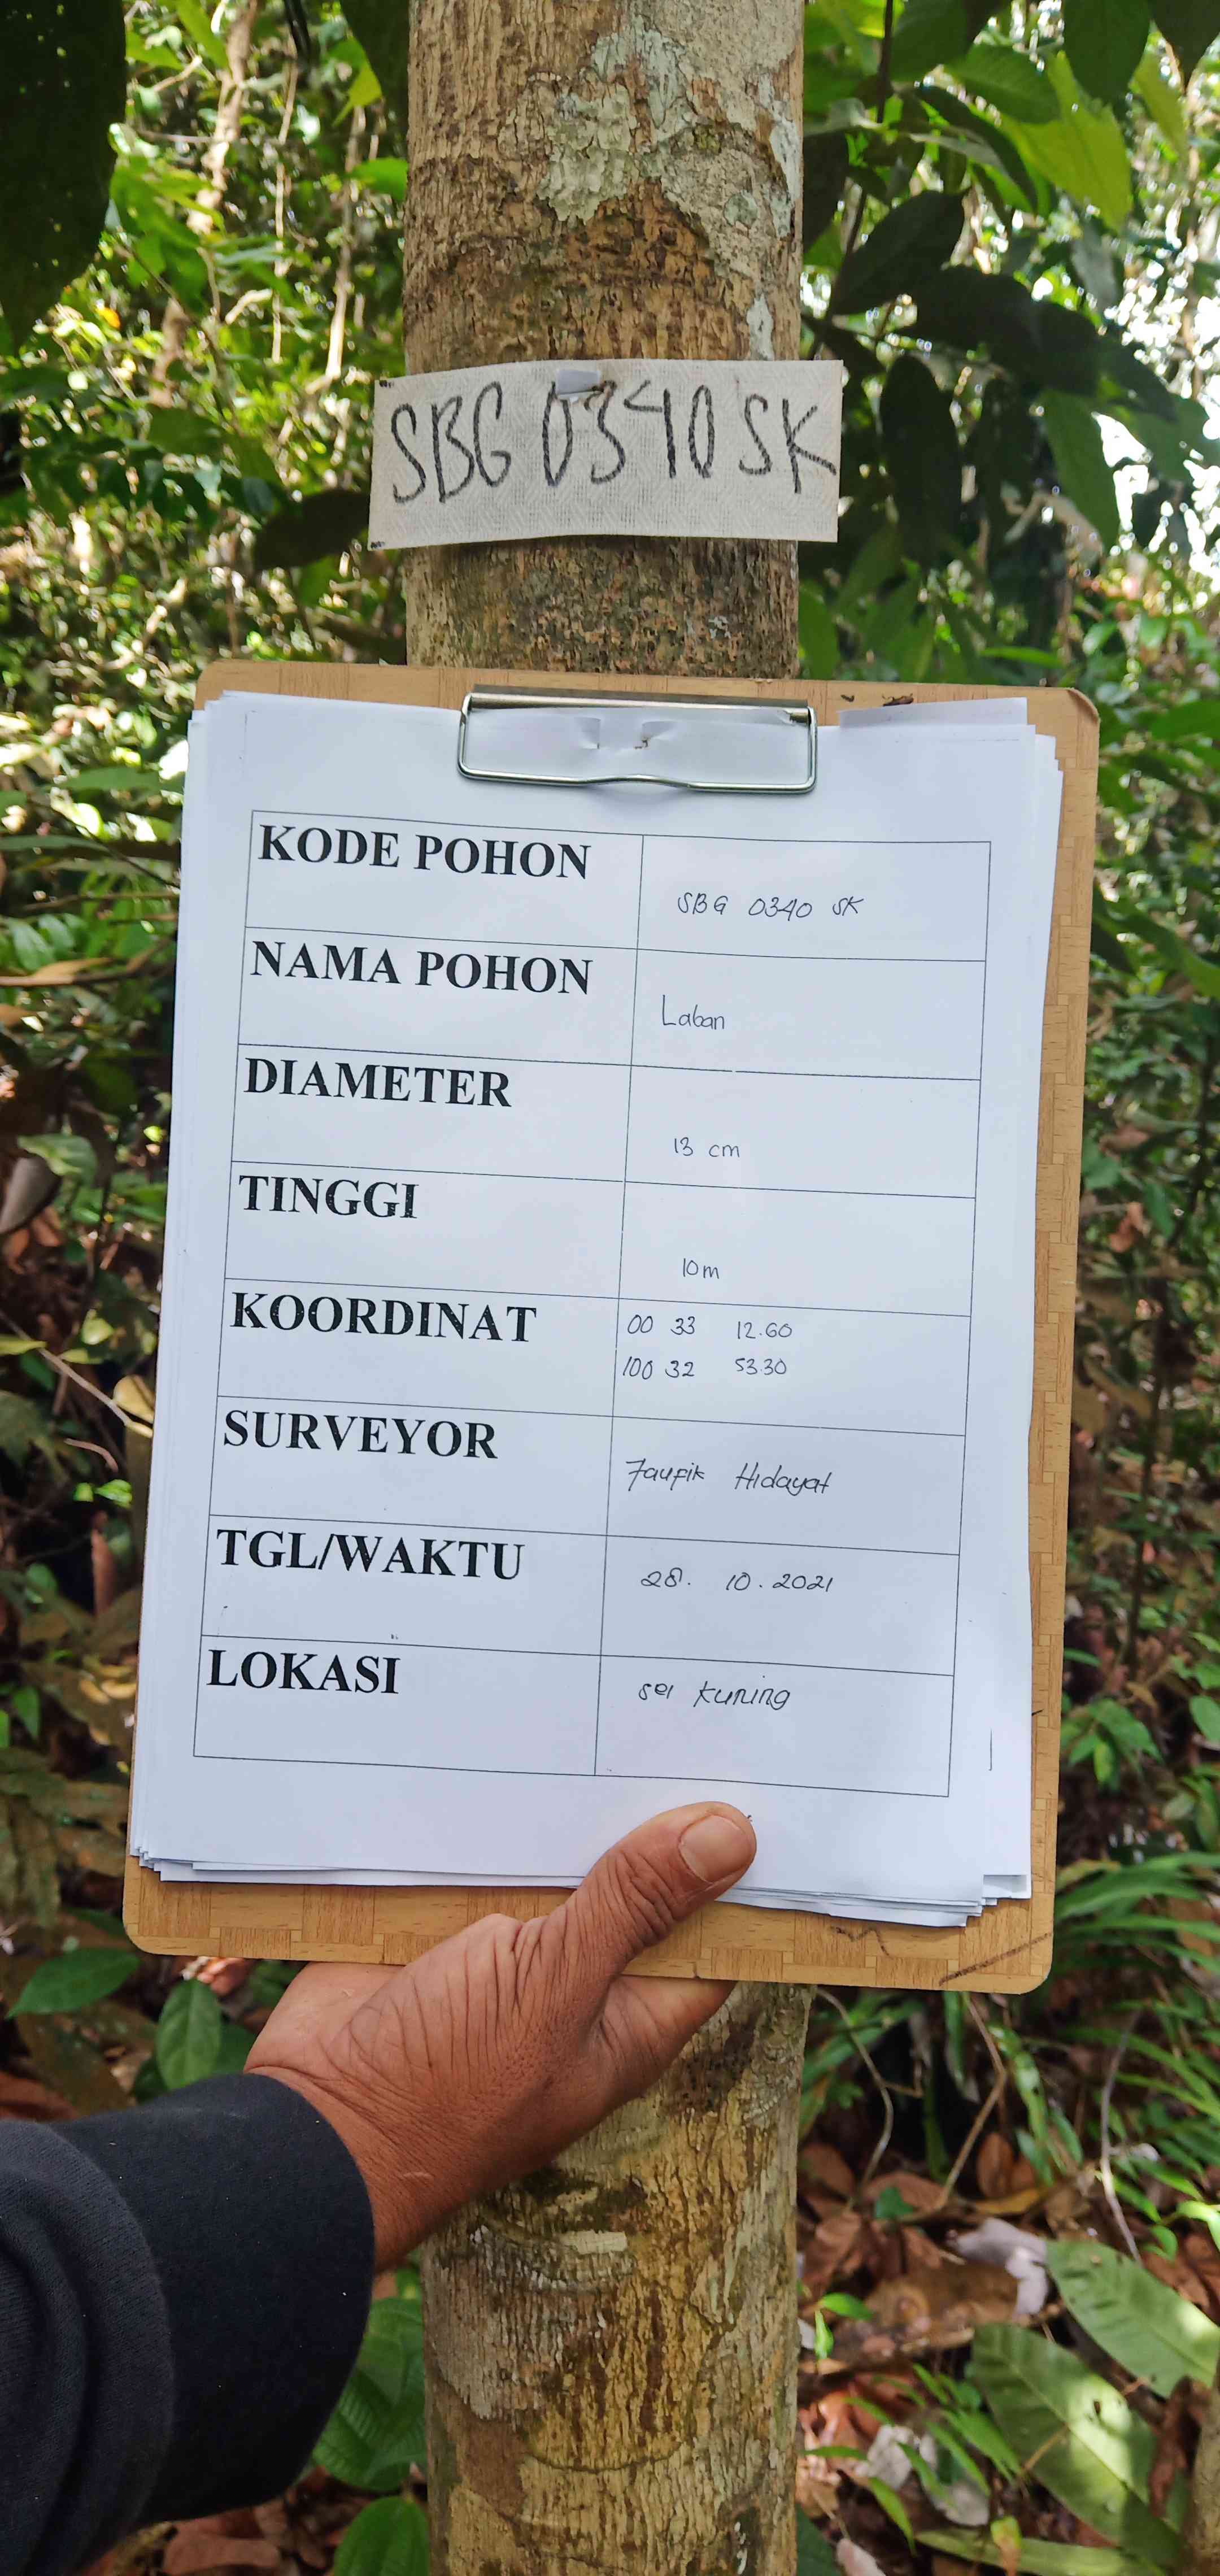 SBG 0340 SK
KODE POHON SBG 0340 SK
NAMA POHON Laban
DIAMETER 13 cm
TINGGI 10m
KOORDINAT 00 33 12.60
100 32 53.30
SURVEYOR Taufik Hidayat
TGL/WAKTU 28. 10. 2021
LOKASI sei kuning